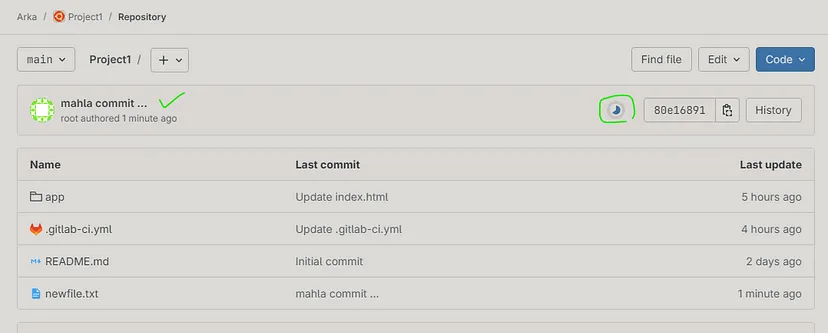 Arka / Project1 / Repository
main Project1 / + Find file Edit Code
mahla commit ...
root authored 1 minute ago
80e16891 History
Name Last commit Last update
app Update index.html 5 hours ago
.gitlab-ci.yml Update .gitlab-ci.yml 4 hours ago
README.md Initial commit 2 days ago
newfile.txt mahla commit ... 1 minute ago